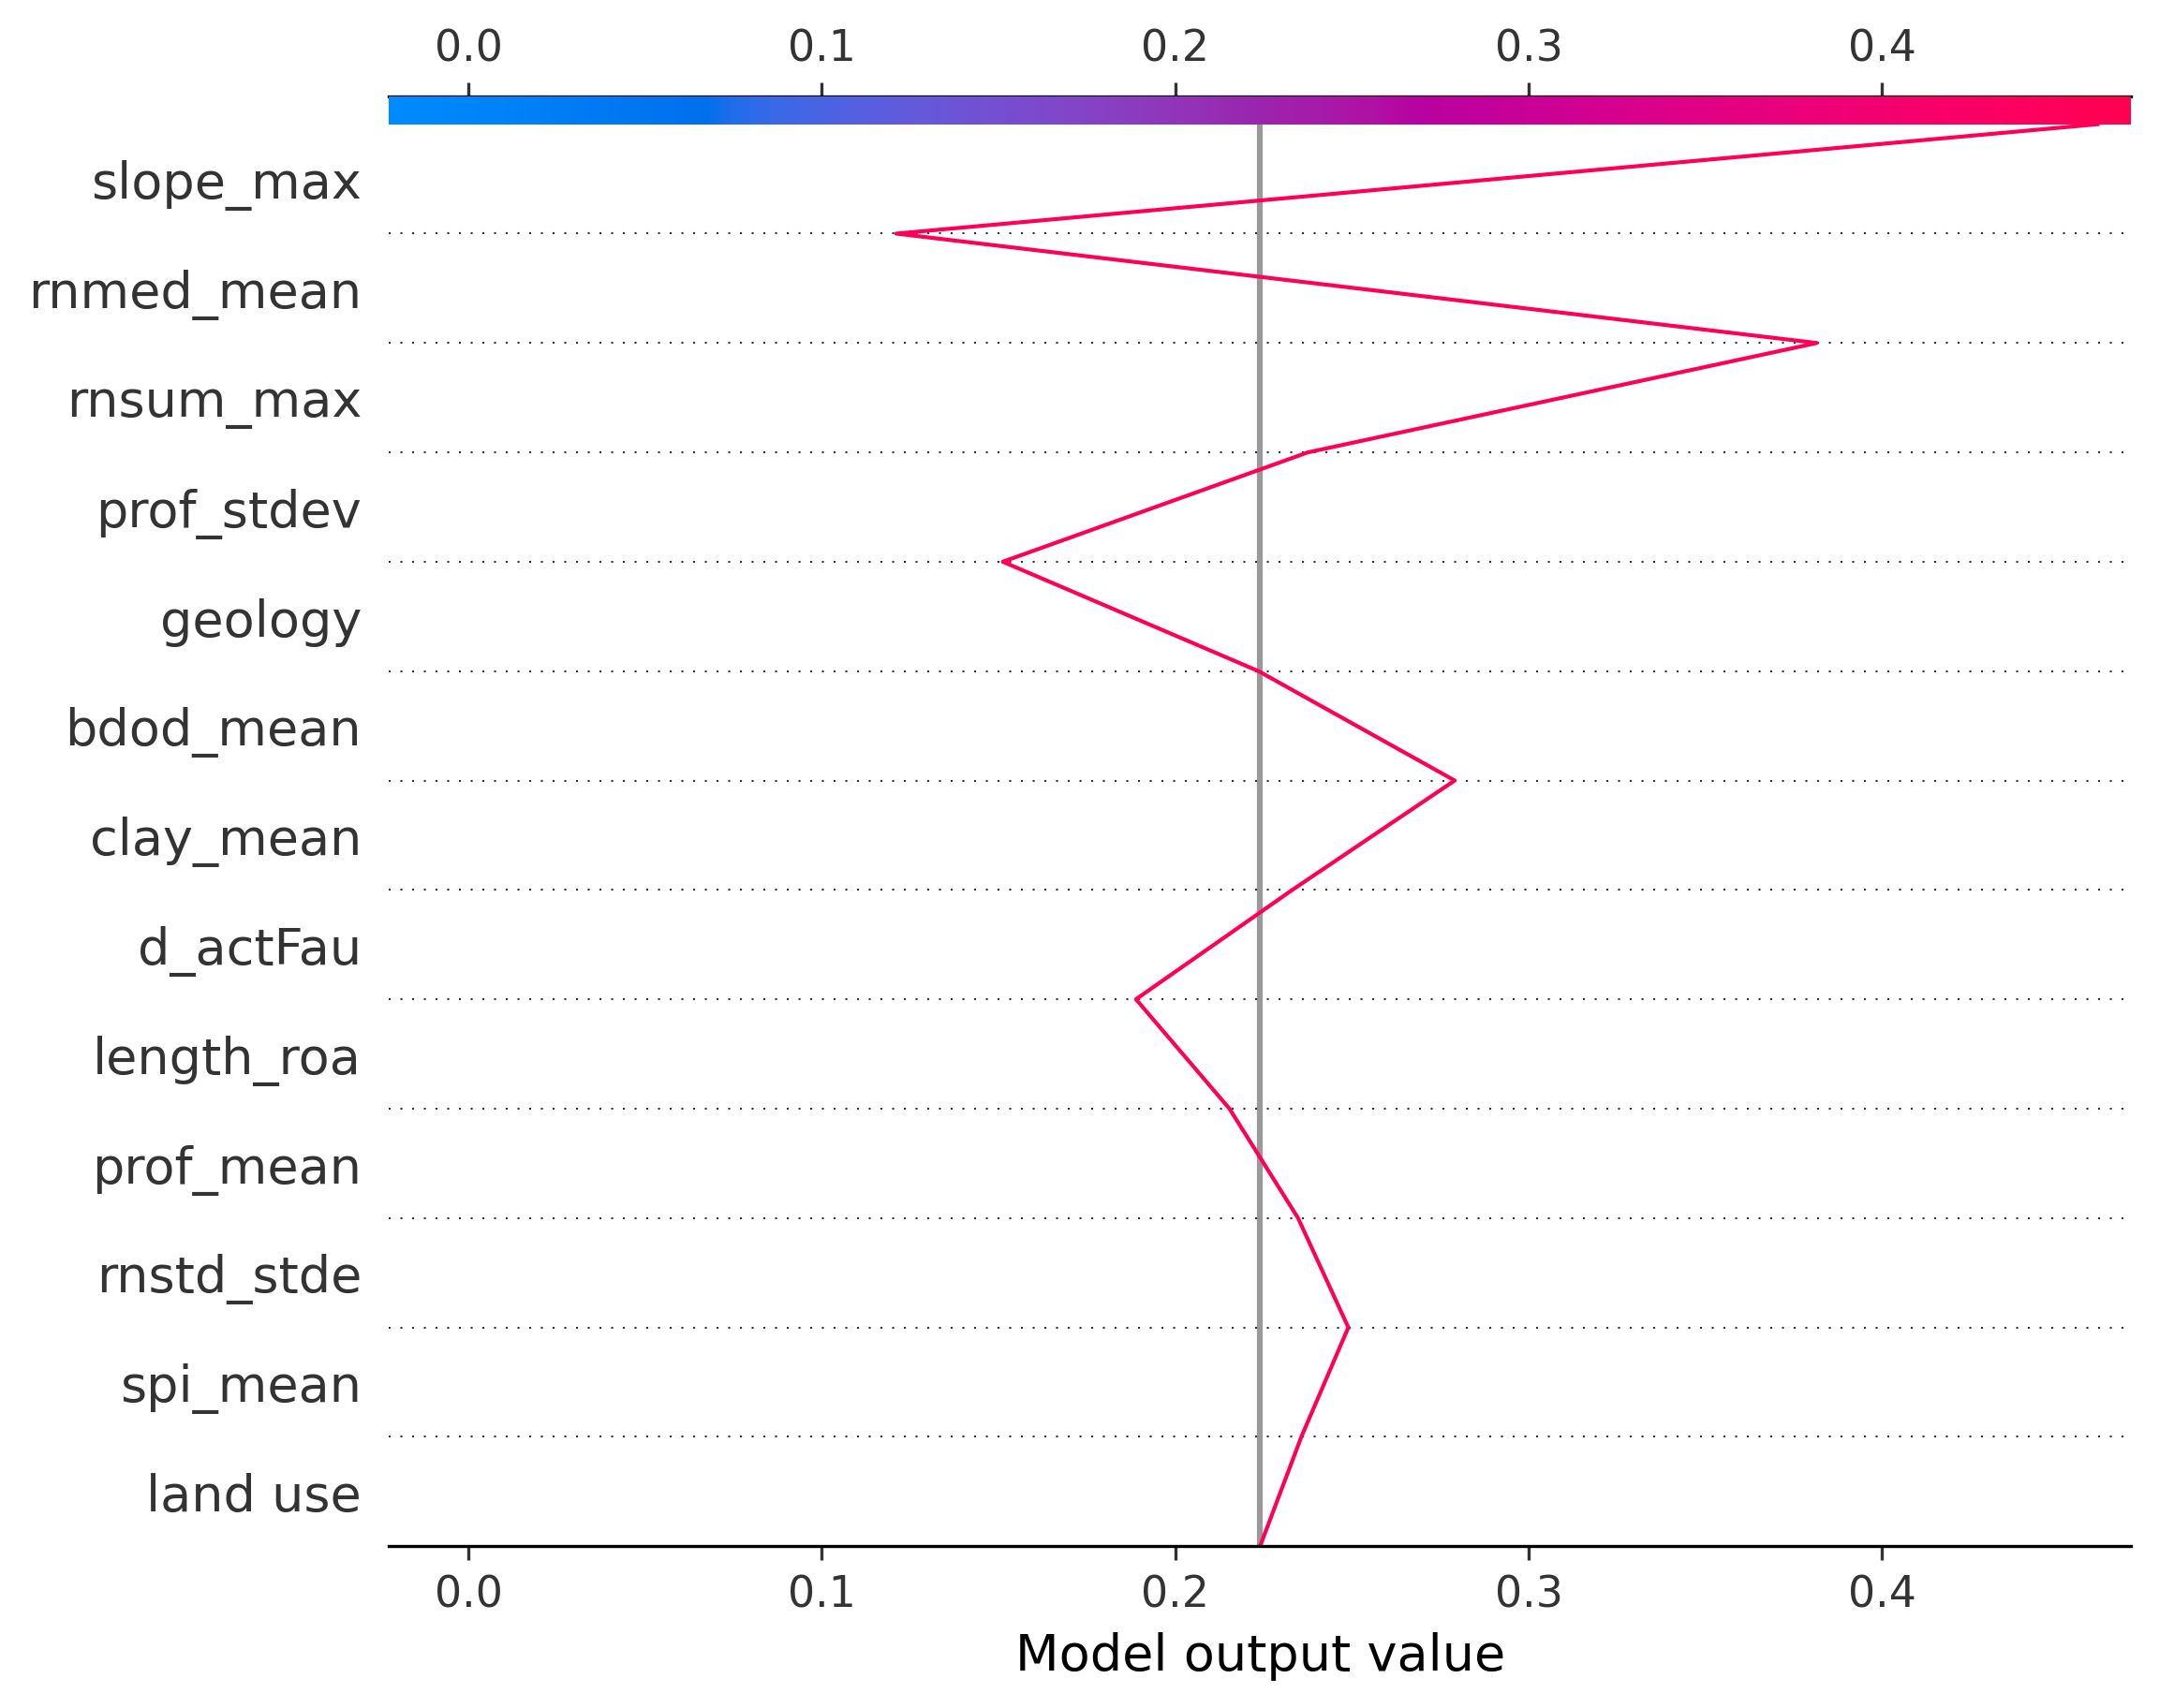 0.0 0.1 0.2 0.3 0.4
slope_max
rnmed_mean
rnsum_max
prof_stdev
geology
bdod_mean
clay_mean
d_actFau
length_roa
prof_mean
rnstd_stde
spi_mean
land use
0.0 0.1 0.2 0.3 0.4
Model output value